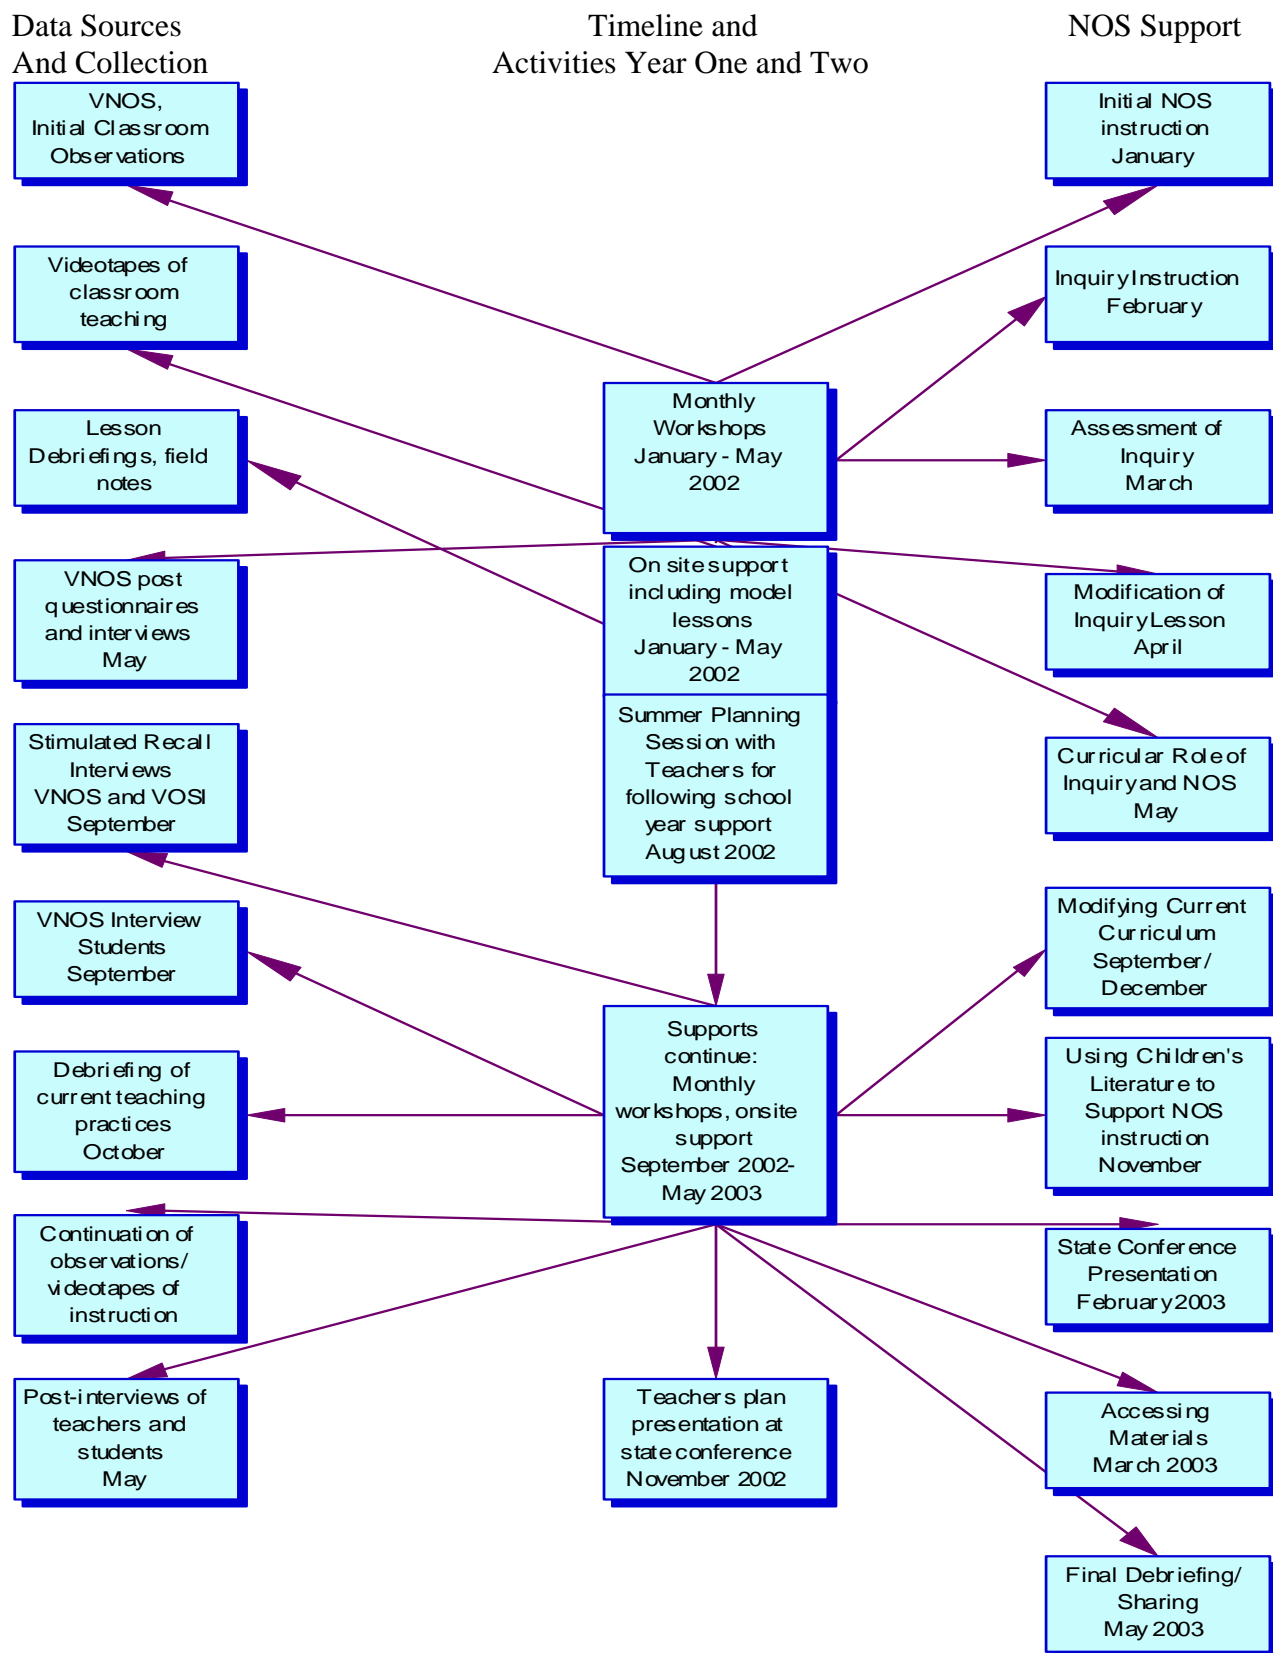 Data Sources
And Collection
Timeline and
Activities Year One and Two
NOS Support
VNOS,
Initial Classroom
Observations
Videotapes of
classroom
teaching
Lesson
Debriefings, field
notes
VNOS post
questionnaires
and interviews
May
Stimulated Recall
Interviews
VNOS and VOSI
September
VNOS Interview
Students
September
Debriefing of
current teaching
practices
October
Continuation of
observations/
videotapes of
instruction
Post-interviews of
teachers and
students
May
Monthly
Workshops
January - May
2002
On site support
including model
lessons
January - May
2002
Summer Planning
Session with
Teachers for
following school
year support
August 2002
Supports
continue:
Monthly
workshops, onsite
support
September 2002-
May 2003
Teachers plan
presentation at
state conference
November 2002
Initial NOS
instruction
January
Inquiry Instruction
February
Assessment of
Inquiry
March
Modification of
Inquiry Lesson
April
Curricular Role of
Inquiry and NOS
May
Modifying Current
Curriculum
September/
December
Using Children's
Literature to
Support NOS
instruction
November
State Conference
Presentation
February 2003
Accessing
Materials
March 2003
Final Debriefing/
Sharing
May 2003